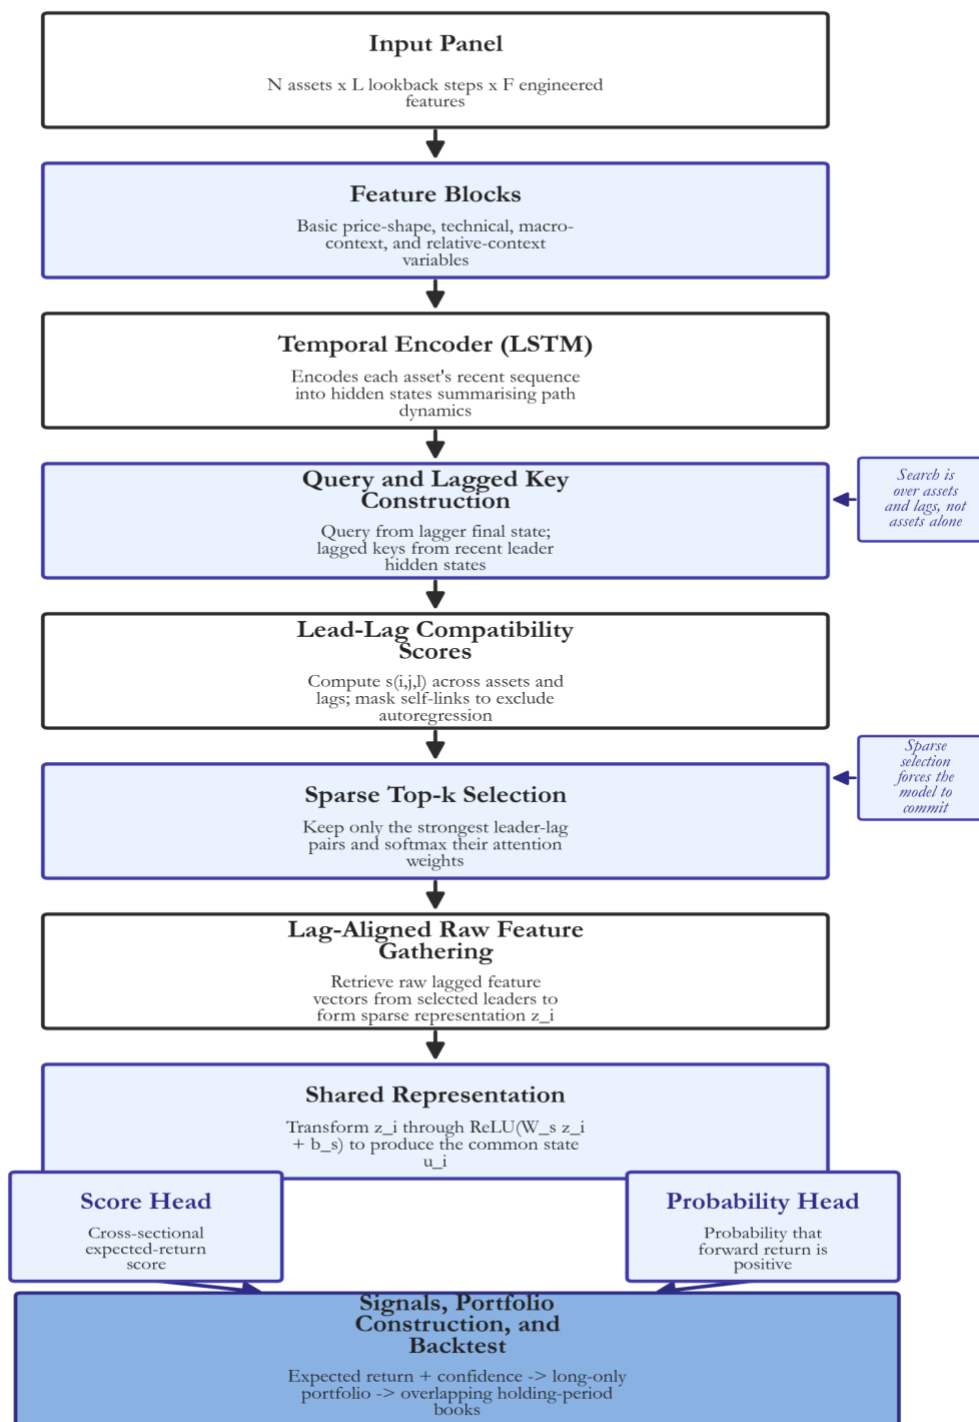 Input Panel
N assets x L lookback steps x F engineered
features
Feature Blocks
Basic price-shape, technical, macro-
context, and relative-context
variables
Temporal Encoder (LSTM)
Encodes each asset's recent sequence
into hidden states summarising path
dynamics
Query and Lagged Key
Construction
Query from lagger final state;
lagged keys from recent leader
hidden states
Search is
over assets
and lags, not
assets alone
Lead-Lag Compatibility
Scores
Compute s(i,j,l) across assets and
lags; mask self-links to exclude
autoregression
Sparse Top-k Selection
Keep only the strongest leader-lag
pairs and softmax their attention
weights
Sparse
selection
forces the
model to
commit
Lag-Aligned Raw Feature
Gathering
Retrieve raw lagged feature
vectors from selected leaders to
form sparse representation z_i
Shared Representation
Transform z_i through ReLU(W_s z_i
+ b_s) to produce the common state
u_i
Score Head
Cross-sectional
expected-return
score
Probability Head
Probability that
forward return is
positive
Signals, Portfolio
Construction, and
Backtest
Expected return + confidence -> long-only
portfolio -> overlapping holding-period
books